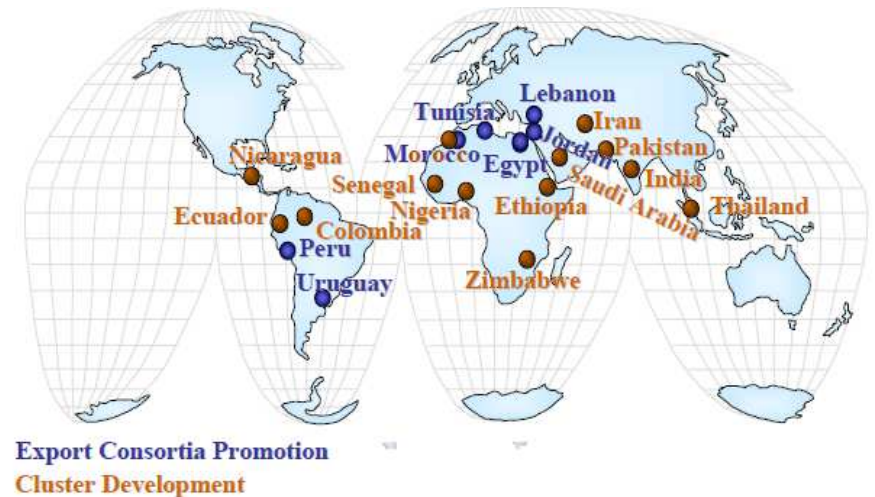 Lebanon
Tunisia
Iran
Jordan
Pakistan
Morocco
Egypt
Nicaragua
Senegal
India
Saudi Arabia
Ecuador
Nigeria
Ethiopia
Thailand
Colombia
Peru
Zimbabwe
Uruguay
Export Consortia Promotion
Cluster Development